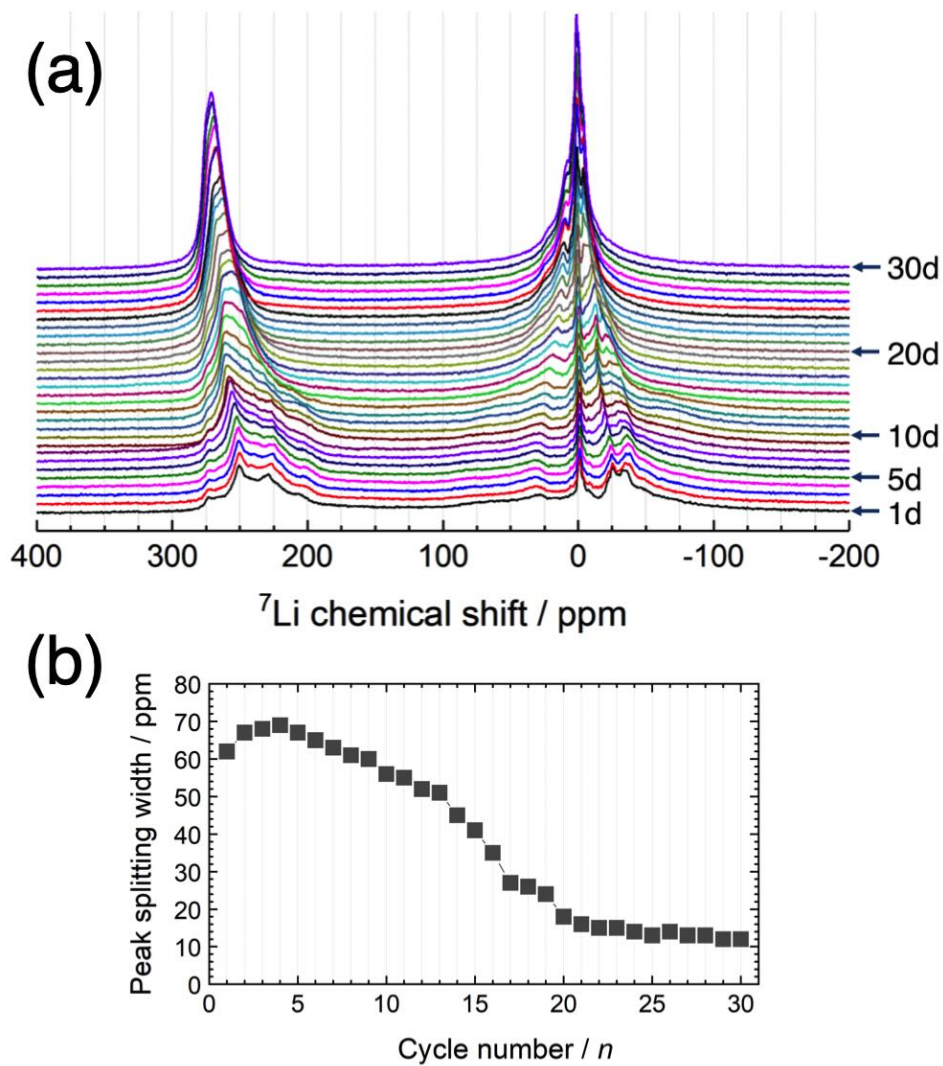 (a)
30d
20d
10d
5d
1d
400 300 200 100 0 -100 -200
⁷Li chemical shift / ppm
(b)
Peak splitting width / ppm
80
70
60
50
40
30
20
10
0
0 5 10 15 20 25 30
Cycle number / n